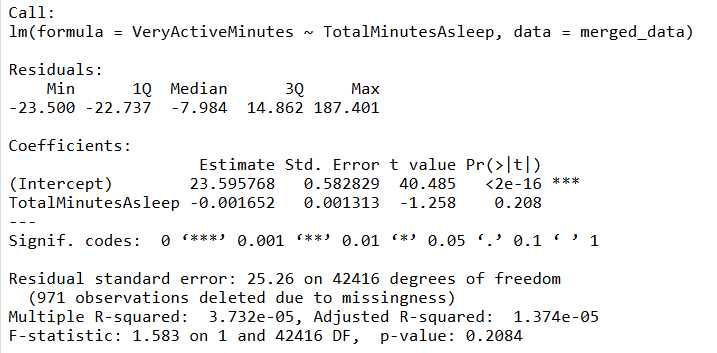 Call:
lm(formula = VeryActiveMinutes ~ TotalMinutesAsleep, data = merged_data)
Residuals:
Min 1Q Median 3Q Max
-23.500 -22.737 -7.984 14.862 187.401
Coefficients:
Estimate Std. Error t value Pr(>|t|)
(Intercept) 23.595768 0.582829 40.485 <2e-16 ***
TotalMinutesAsleep -0.001652 0.001313 -1.258 0.208
---
Signif. codes: 0 ‘***’ 0.001 ‘**’ 0.01 ‘*’ 0.05 ‘.’ 0.1 ‘ ’ 1
Residual standard error: 25.26 on 42416 degrees of freedom
(971 observations deleted due to missingness)
Multiple R-squared: 3.732e-05, Adjusted R-squared: 1.374e-05
F-statistic: 1.583 on 1 and 42416 DF, p-value: 0.2084